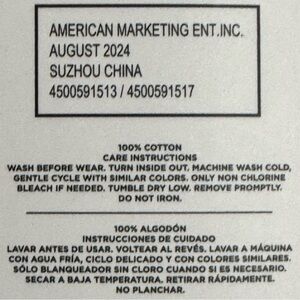 AMERICAN MARKETING ENT.INC.
AUGUST 2024
SUZHOU CHINA
4500591513 / 4500591517
100% COTTON
CARE INSTRUCTIONS
WASH BEFORE WEAR. TURN INSIDE OUT. MACHINE WASH COLD,
GENTLE CYCLE WITH SIMILAR COLORS. ONLY NON CHLORINE
BLEACH IF NEEDED. TUMBLE DRY LOW. REMOVE PROMPTLY.
DO NOT IRON.
100% ALGODÓN
INSTRUCCIONES DE CUIDADO
LAVAR ANTES DE USAR. VOLTEAR AL REVÉS. LAVAR A MÁQUINA
CON AGUA FRÍA, CICLO DELICADO Y CON COLORES SIMILARES.
SÓLO BLANQUEADOR SIN CLORO CUANDO SI ES NECESARIO.
SECAR A BAJA TEMPERATURA. RETIRAR RÁPIDAMENTE.
NO PLANCHAR.